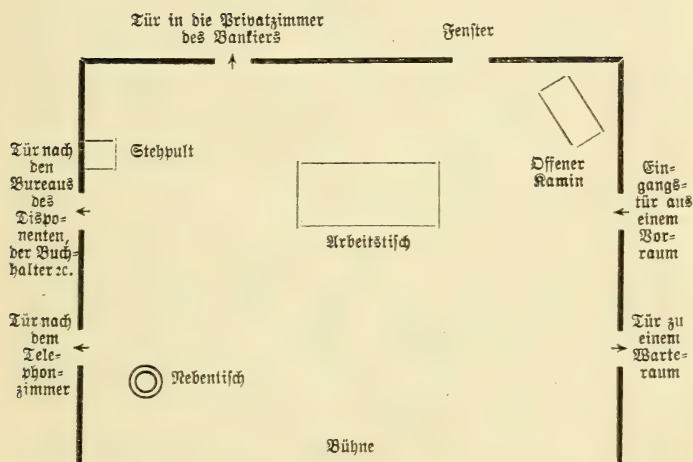 Tür in die Privatzimmer
des Bankiers
Fenster
Tür nach
den
Bureaus
des
Dispo-
nenten,
der Buch-
halter ꝛc.
Stehpult
Arbeitstisch
Offener
Kamin
Ein-
gangs-
tür aus
einem
Vor-
raum
Tür nach
dem
Tele-
phon-
zimmer
Nebentisch
Tür zu
einem
Warte-
raum
Bühne